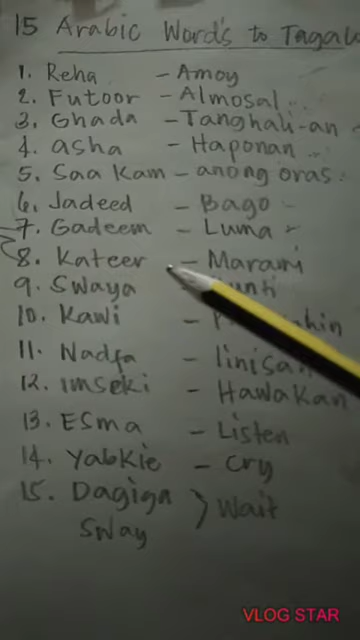 15 Arabic Words to Tagal
1. Reha - Amoy
2. Futoor - Almosal
3. Ghada - Tanghali-an
4. asha - Haponan
5. Saa Kam - anong oras
6. Jadeed - Bago
7. Gadeem - Luma
8. Kateer - Marami
9. Swaya
10. Kawi
11. Nadfa - linisan
12. imseki - Hawakan
13. ESma - Listen
14. Yabkie - Cry
15. Dagiga } Wait
Sway
VLOG STAR